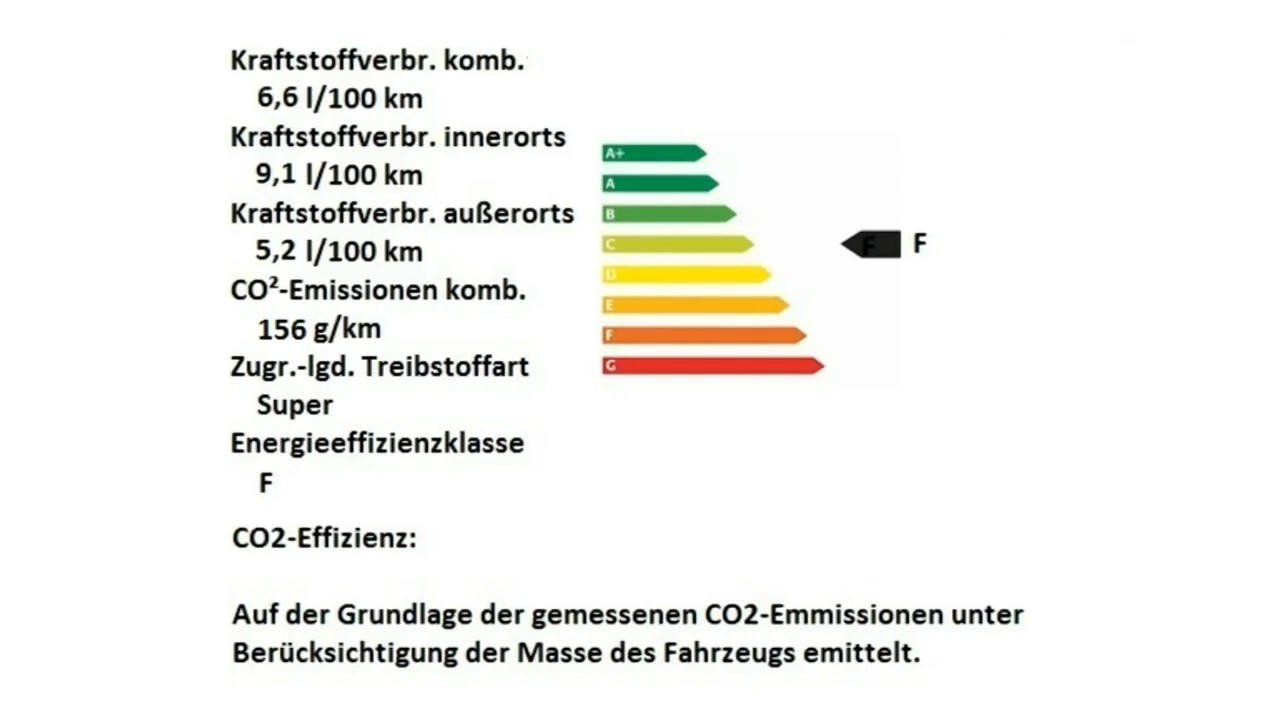 Kraftstoffverbr. komb.
6,6 l/100 km
Kraftstoffverbr. innerorts
9,1 l/100 km
Kraftstoffverbr. außerorts
5,2 l/100 km
CO²-Emissionen komb.
156 g/km
Zugr.-lgd. Treibstoffart
Super
Energieeffizienzklasse
F
A+
A
B
C
D
E
F
G
F F
CO2-Effizienz:
Auf der Grundlage der gemessenen CO2-Emmissionen unter
Berücksichtigung der Masse des Fahrzeugs emittelt.